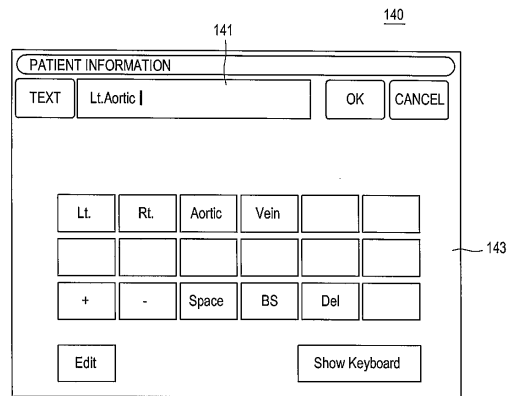 140
141
PATIENT INFORMATION
TEXT Lt.Aortic OK CANCEL
Lt. Rt. Aortic Vein
143
+ - Space BS Del
Edit Show Keyboard